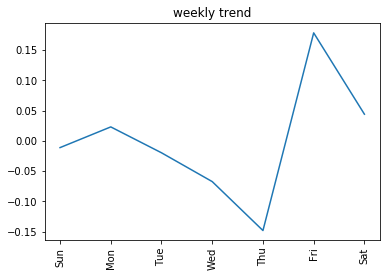 weekly trend
0.15
0.10
0.05
0.00
−0.05
−0.10
−0.15
Sun
Mon
Tue
Wed
Thu
Fri
Sat